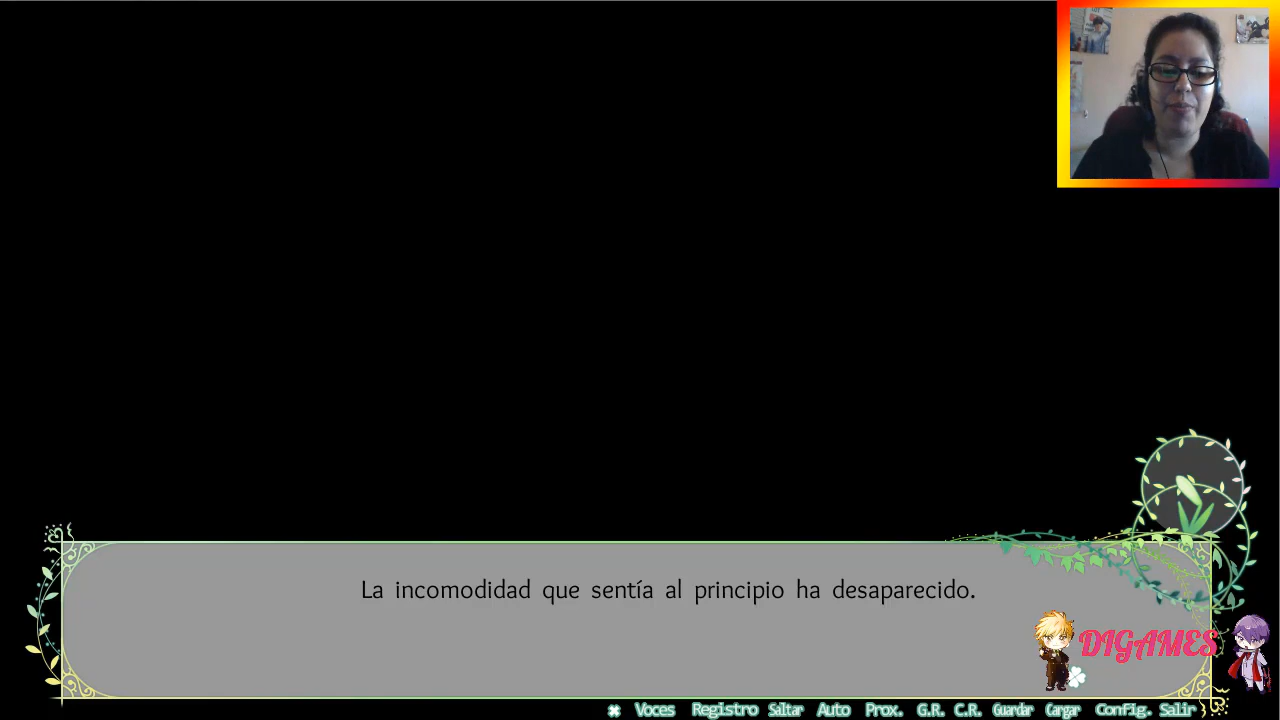 La incomodidad que sentía al principio ha desaparecido.
DIGAMES
Voces Registro Saltar Auto Prox. G.R. C.R. Guardar Cargar Config. Salir